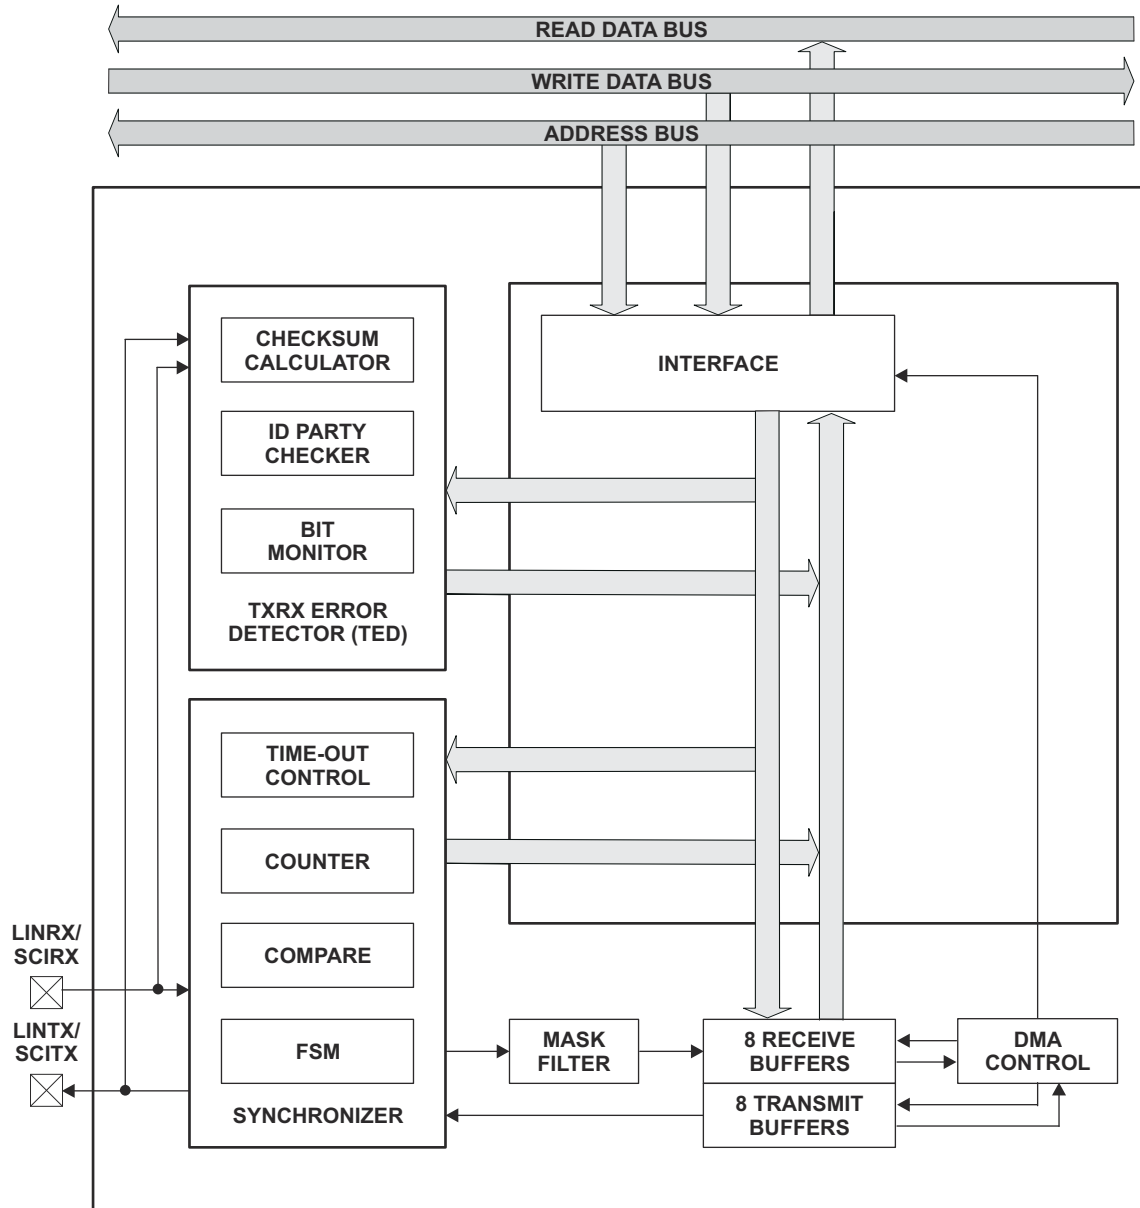 READ DATA BUS
WRITE DATA BUS
ADDRESS BUS
CHECKSUM
CALCULATOR
INTERFACE
ID PARTY
CHECKER
BIT
MONITOR
TXRX ERROR
DETECTOR (TED)
TIME-OUT
CONTROL
COUNTER
COMPARE
LINRX/
SCIRX
LINTX/
SCITX
FSM
SYNCHRONIZER
MASK
FILTER
8 RECEIVE
BUFFERS
8 TRANSMIT
BUFFERS
DMA
CONTROL